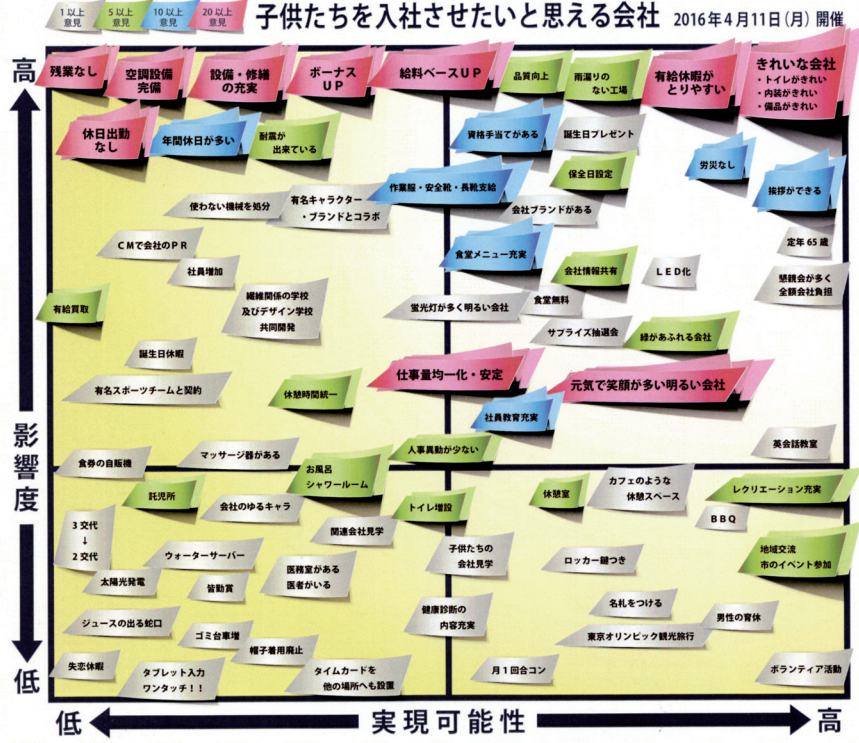 1以上
意見
5以上
意見
10以上
意見
20以上
意見
子供たちを入社させたいと思える会社 2016年4月11日(月)開催
高
残業なし
空調設備
完備
設備・修繕
の充実
ボーナス
UP
給料ベースUP
品質向上
雨漏りの
ない工場
有給休暇が
とりやすい
きれいな会社
・トイレがきれい
・内装がきれい
・備品がきれい
休日出勤
なし
年間休日が多い
耐震が
出来ている
資格手当てがある
誕生日プレゼント
労災なし
保全日設定
作業服・安全靴・長靴支給
挨拶ができる
使わない機械を処分
有名キャラクター
・ブランドとコラボ
会社ブランドがある
CMで会社のPR
食堂メニュー充実
定年65歳
社員増加
会社情報共有
LED化
懇親会が多く
全額会社負担
有給買取
繊維関係の学校
及びデザイン学校
共同開発
蛍光灯が多く明るい会社
食堂無料
サプライズ抽選会
緑があふれる会社
誕生日休暇
有名スポーツチームと契約
休憩時間統一
仕事量均一化・安定
元気で笑顔が多い明るい会社
社員教育充実
影響度
英会話教室
食券の自販機
マッサージ器がある
人事異動が少ない
お風呂
シャワールーム
託児所
会社のゆるキャラ
トイレ増設
休憩室
カフェのような
休憩スペース
レクリエーション充実
BBQ
3交代
↓
2交代
関連会社見学
ウォーターサーバー
子供たちの
会社見学
ロッカー鍵つき
地域交流
市のイベント参加
太陽光発電
皆勤賞
医務室がある
医者がいる
健康診断の
内容充実
名札をつける
男性の育休
ジュースの出る蛇口
ゴミ台車増
東京オリンピック観光旅行
帽子着用廃止
失恋休暇
タブレット入力
ワンタッチ!!
タイムカードを
他の場所へも設置
月1回合コン
ボランティア活動
低
低
実現可能性
高